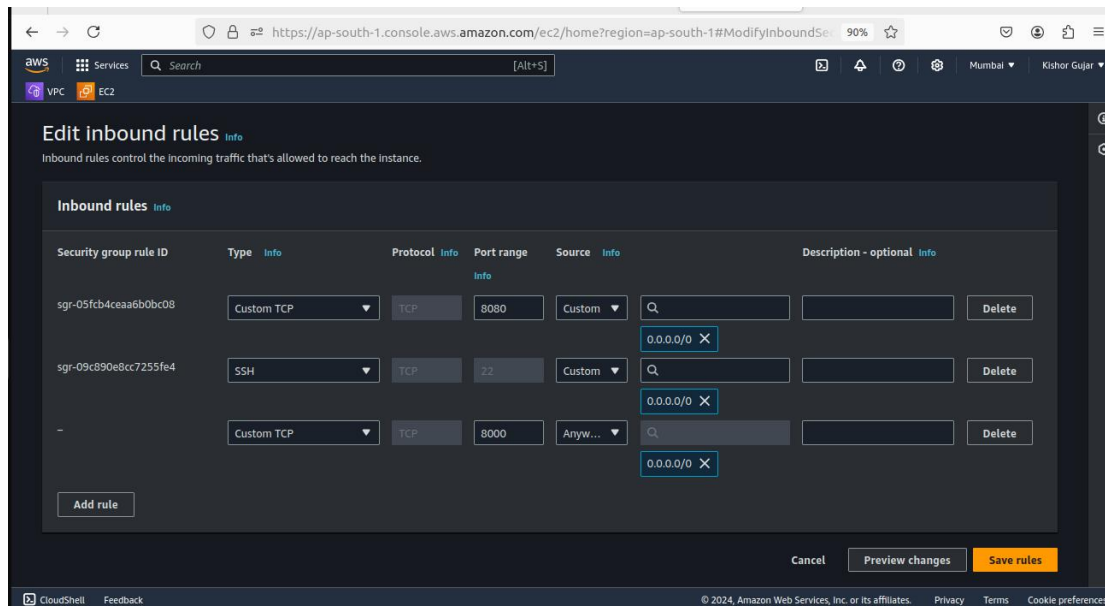 https://ap-south-1.console.aws.amazon.com/ec2/home?region=ap-south-1#ModifyInboundSe 90%
aws Services Search [Alt+S] Mumbai Kishor Gujar
VPC EC2
Edit inbound rules Info
Inbound rules control the incoming traffic that's allowed to reach the instance.
Inbound rules Info
Security group rule ID Type Info Protocol Info Port range Info Source Info Description - optional Info
sgr-05fcb4ceaa6b0bc08 Custom TCP TCP 8080 Custom Delete
0.0.0.0/0
sgr-09c890e8cc7255fe4 SSH TCP 22 Custom Delete
0.0.0.0/0
– Custom TCP TCP 8000 Anyw... Delete
0.0.0.0/0
Add rule
Cancel Preview changes Save rules
CloudShell Feedback © 2024, Amazon Web Services, Inc. or its affiliates. Privacy Terms Cookie preferences